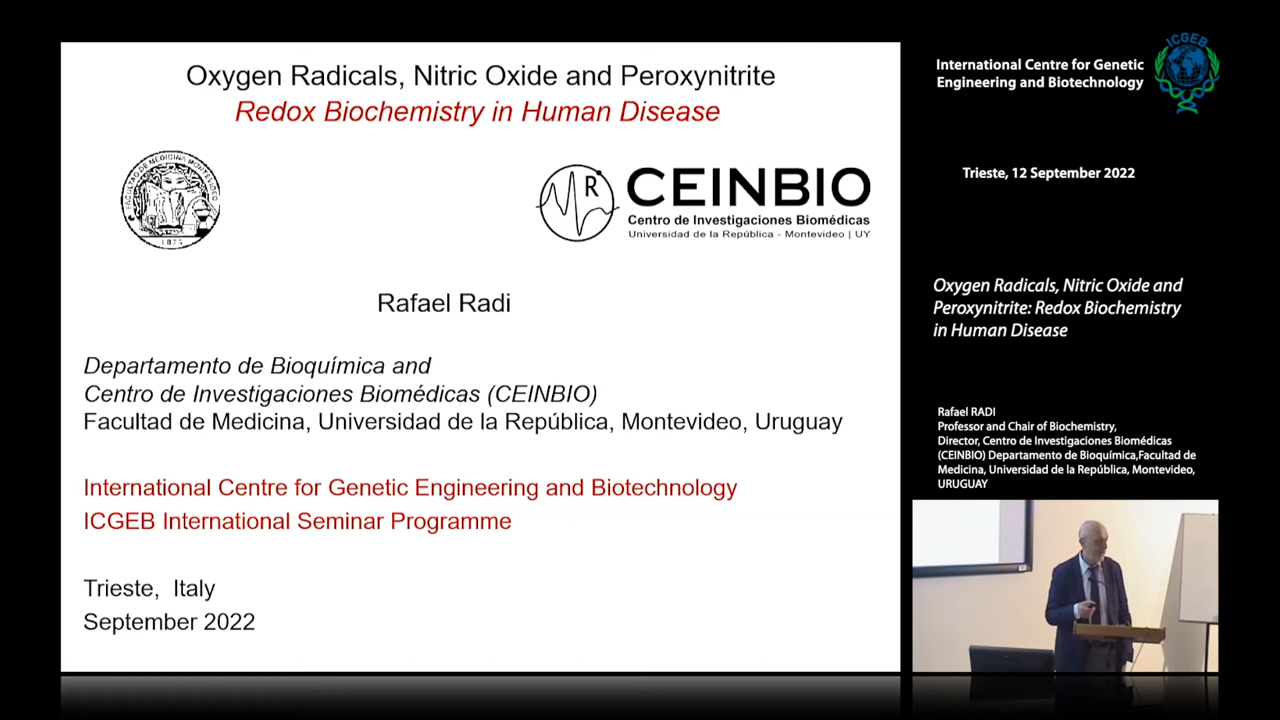 Oxygen Radicals, Nitric Oxide and Peroxynitrite
Redox Biochemistry in Human Disease
FACULTAD DE MEDICINA MONTEVIDEO
1875
R
CEINBIO
Centro de Investigaciones Biomédicas
Universidad de la República - Montevideo | UY
Rafael Radi
Departamento de Bioquímica and
Centro de Investigaciones Biomédicas (CEINBIO)
Facultad de Medicina, Universidad de la República, Montevideo, Uruguay
International Centre for Genetic Engineering and Biotechnology
ICGEB International Seminar Programme
Trieste, Italy
September 2022
International Centre for Genetic
Engineering and Biotechnology
ICGEB
Trieste, 12 September 2022
Oxygen Radicals, Nitric Oxide and
Peroxynitrite: Redox Biochemistry
in Human Disease
Rafael RADI
Professor and Chair of Biochemistry,
Director, Centro de Investigaciones Biomédicas
(CEINBIO) Departamento de Bioquímica,Facultad de
Medicina, Universidad de la República, Montevideo,
URUGUAY